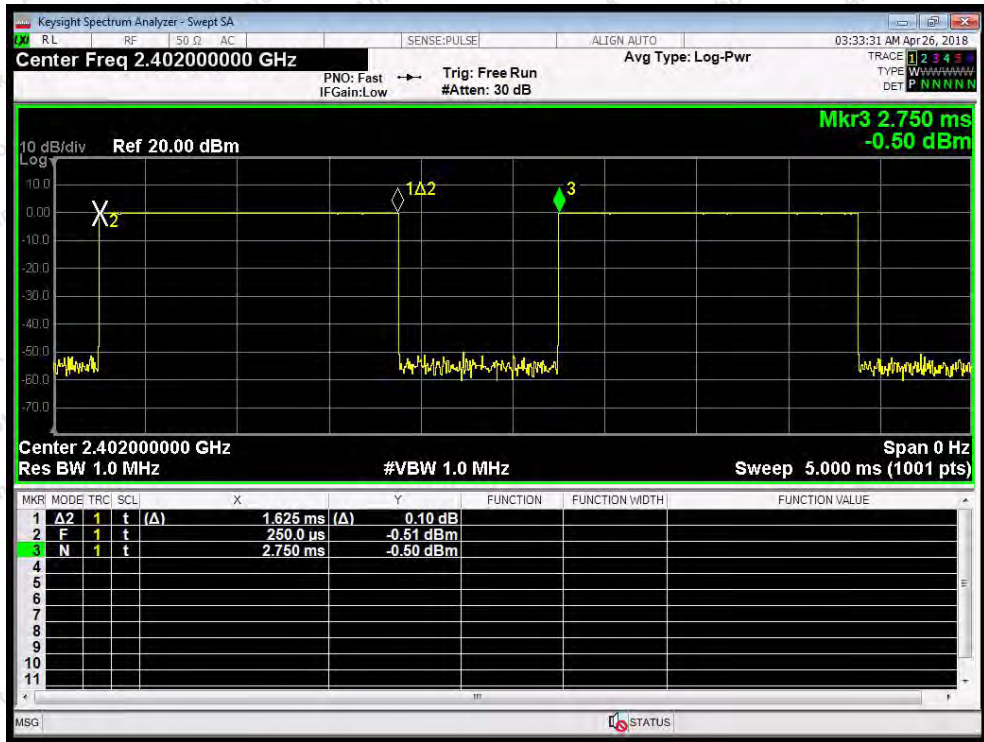 Keysight Spectrum Analyzer - Swept SA
LXI RL RF 50 Ω AC SENSE:PULSE ALIGN AUTO 03:33:31 AM Apr 26, 2018
Center Freq 2.402000000 GHz Avg Type: Log-Pwr TRACE 1 2 3 4 5 6
PNO: Fast Trig: Free Run TYPE WWWWWW
IFGain:Low #Atten: 30 dB DET P N N N N N
Mkr3 2.750 ms
10 dB/div Ref 20.00 dBm -0.50 dBm
Log
10.0
1Δ2 3
0.00
2
-10.0
-20.0
-30.0
-40.0
-50.0
-60.0
-70.0
Center 2.402000000 GHz Span 0 Hz
Res BW 1.0 MHz #VBW 1.0 MHz Sweep 5.000 ms (1001 pts)
MKR MODE TRC SCL X Y FUNCTION FUNCTION WIDTH FUNCTION VALUE
1 Δ2 1 t (Δ) 1.625 ms (Δ) 0.10 dB
2 F 1 t 250.0 µs -0.51 dBm
3 N 1 t 2.750 ms -0.50 dBm
4
5
6
7
8
9
10
11
MSG STATUS